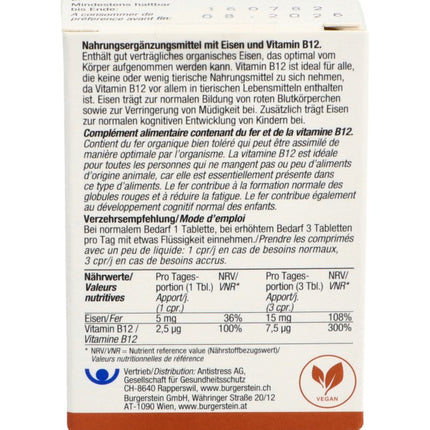 Mindestens haltbar
bis Ende:
A consommer de
préférence avant fin:
Nahrungsergänzungsmittel mit Eisen und Vitamin B12.
Enthält gut verträgliches organisches Eisen, das optimal vom
Körper aufgenommen werden kann. Vitamin B12 ist ideal für alle,
die keine oder wenig tierische Nahrungsmittel zu sich nehmen,
da Vitamin B12 vor allem in tierischen Lebensmitteln enthalten
ist. Eisen trägt zur normalen Bildung von roten Blutkörperchen
sowie zur Verringerung von Müdigkeit bei. Zusätzlich trägt Eisen
zur normalen kognitiven Entwicklung von Kindern bei.
Complément alimentaire contenant du fer et de la vitamine B12.
Contient du fer organique bien toléré qui peut être assimilé de
manière optimale par l'organisme. La vitamine B12 est idéale
pour toutes les personnes qui ne mangent pas ou peu d'aliments
d'origine animale, car elle est essentiellement présente dans
ce type d'aliments. Le fer contribue à la formation normale des
globules rouges et à réduire la fatigue. Le fer contribue également
au développement cognitif normal des enfants.
Verzehrsempfehlung/Mode d'emploi
Bei normalem Bedarf 1 Tablette, bei erhöhtem Bedarf 3 Tabletten
pro Tag mit etwas Flüssigkeit einnehmen./Prendre les comprimés
avec un peu de liquide: 1 cpr/j en cas de besoins normaux,
3 cpr/j en cas de besoins accrus.
Nährwerte/ Pro Tages- NRV/ Pro Tages- NRV/
Valeurs portion (1 Tbl.) VNR* portion (3 Tbl.) VNR*
nutritives Apport/j. Apport/j.
(1 cpr.) (3 cpr.)
Eisen/Fer 5 mg 36% 15 mg 108%
Vitamin B12/ 2,5 µg 100% 7,5 µg 300%
Vitamine B12
* NRV/VNR = Nutrient reference value (Nährstoffbezugswert)/
Valeurs nutritionnelles de référence
Vertrieb/Distribution: Antistress AG,
Gesellschaft für Gesundheitsschutz
CH-8640 Rapperswil, www.burgerstein.ch
Burgerstein GmbH, Währinger Straße 20/12
AT-1090 Wien, www.burgerstein.at
VEGAN